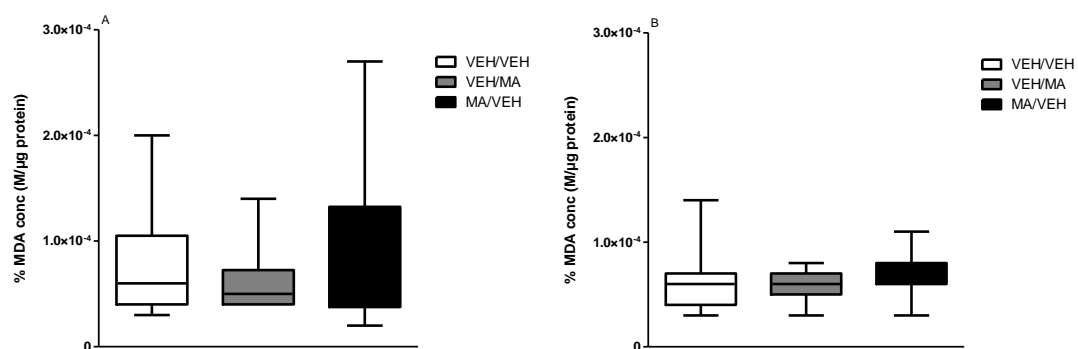 A
% MDA conc (M/µg protein)
3.0×10⁻⁴
2.0×10⁻⁴
1.0×10⁻⁴
0
VEH/VEH
VEH/MA
MA/VEH
B
% MDA conc (M/µg protein)
3.0×10⁻⁴
2.0×10⁻⁴
1.0×10⁻⁴
0
VEH/VEH
VEH/MA
MA/VEH